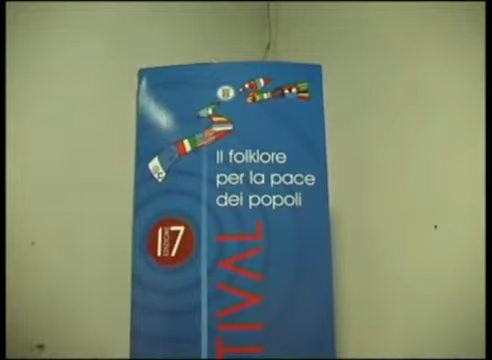 Il folklore
per la pace
dei popoli
17
TIVAL